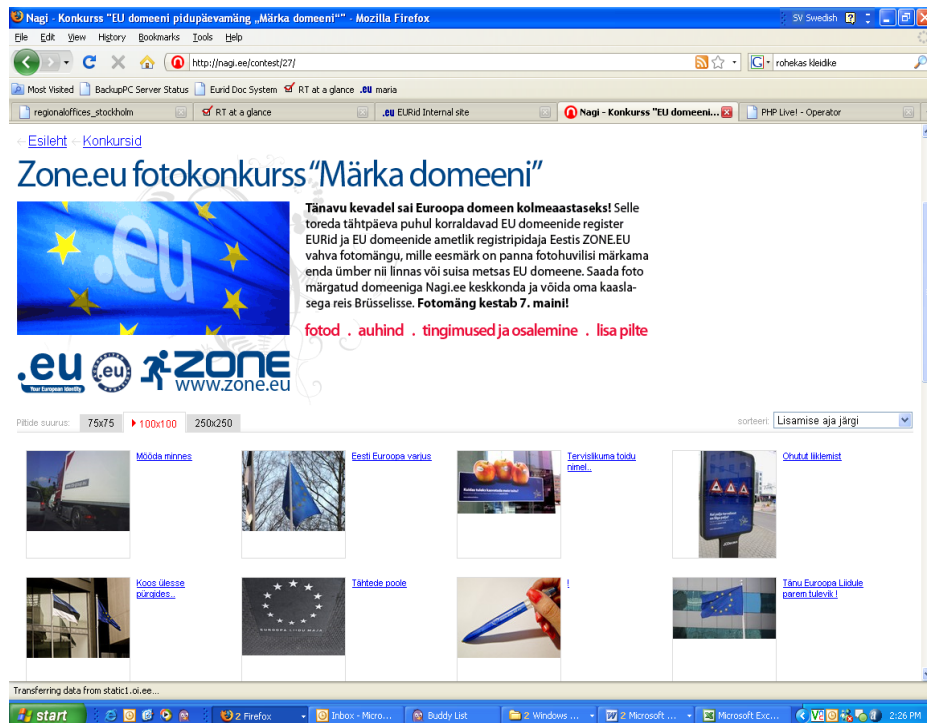 Nagi - Konkurss "EU domeeni pidupäevamäng „Märka domeeni“" - Mozilla Firefox
SV Swedish
File Edit View History Bookmarks Tools Help
http://nagi.ee/contest/27/
rohekas kleidike
Most Visited BackupPC Server Status Eurid Doc System RT at a glance .eu maria
regionaloffices_stockholm RT at a glance .eu EURid Internal site Nagi - Konkurss "EU domeeni... PHP Live! - Operator
Esileht Konkursid
Zone.eu fotokonkurss “Märka domeeni”
.eu
Tänavu kevadel sai Euroopa domeen kolmeaastaseks! Selle
toreda tähtpäeva puhul korraldavad EU domeenide register
EURid ja EU domeenide ametlik registripidaja Eestis ZONE.EU
vahva fotomängu, mille eesmärk on panna fotohuvilisi märkama
enda ümber nii linnas või suisa metsas EU domeene. Saada foto
märgatud domeeniga Nagi.ee keskkonda ja võida oma kaasla-
sega reis Brüsselisse. Fotomäng kestab 7. maini!
fotod . auhind . tingimused ja osalemine . lisa pilte
.eu
Your European Identity
.eu
ZONE
www.zone.eu
Piltide suurus: 75x75 100x100 250x250
sorteeri: Lisamise aja järgi
Mööda minnes
Eesti Euroopa varjus
Tervislikuma toidu
nimel..
Ohutut liiklemist
Koos ülesse
pürgides..
Tähtede poole
EUROOPA LIIDU MAJA
!
Tänu Euroopa Liidule
parem tulevik !
Transferring data from static1.oi.ee...
start 2 Firefox Inbox - Micro... Buddy List 2 Windows ... 2 Microsoft ... Microsoft Exc... 2:26 PM